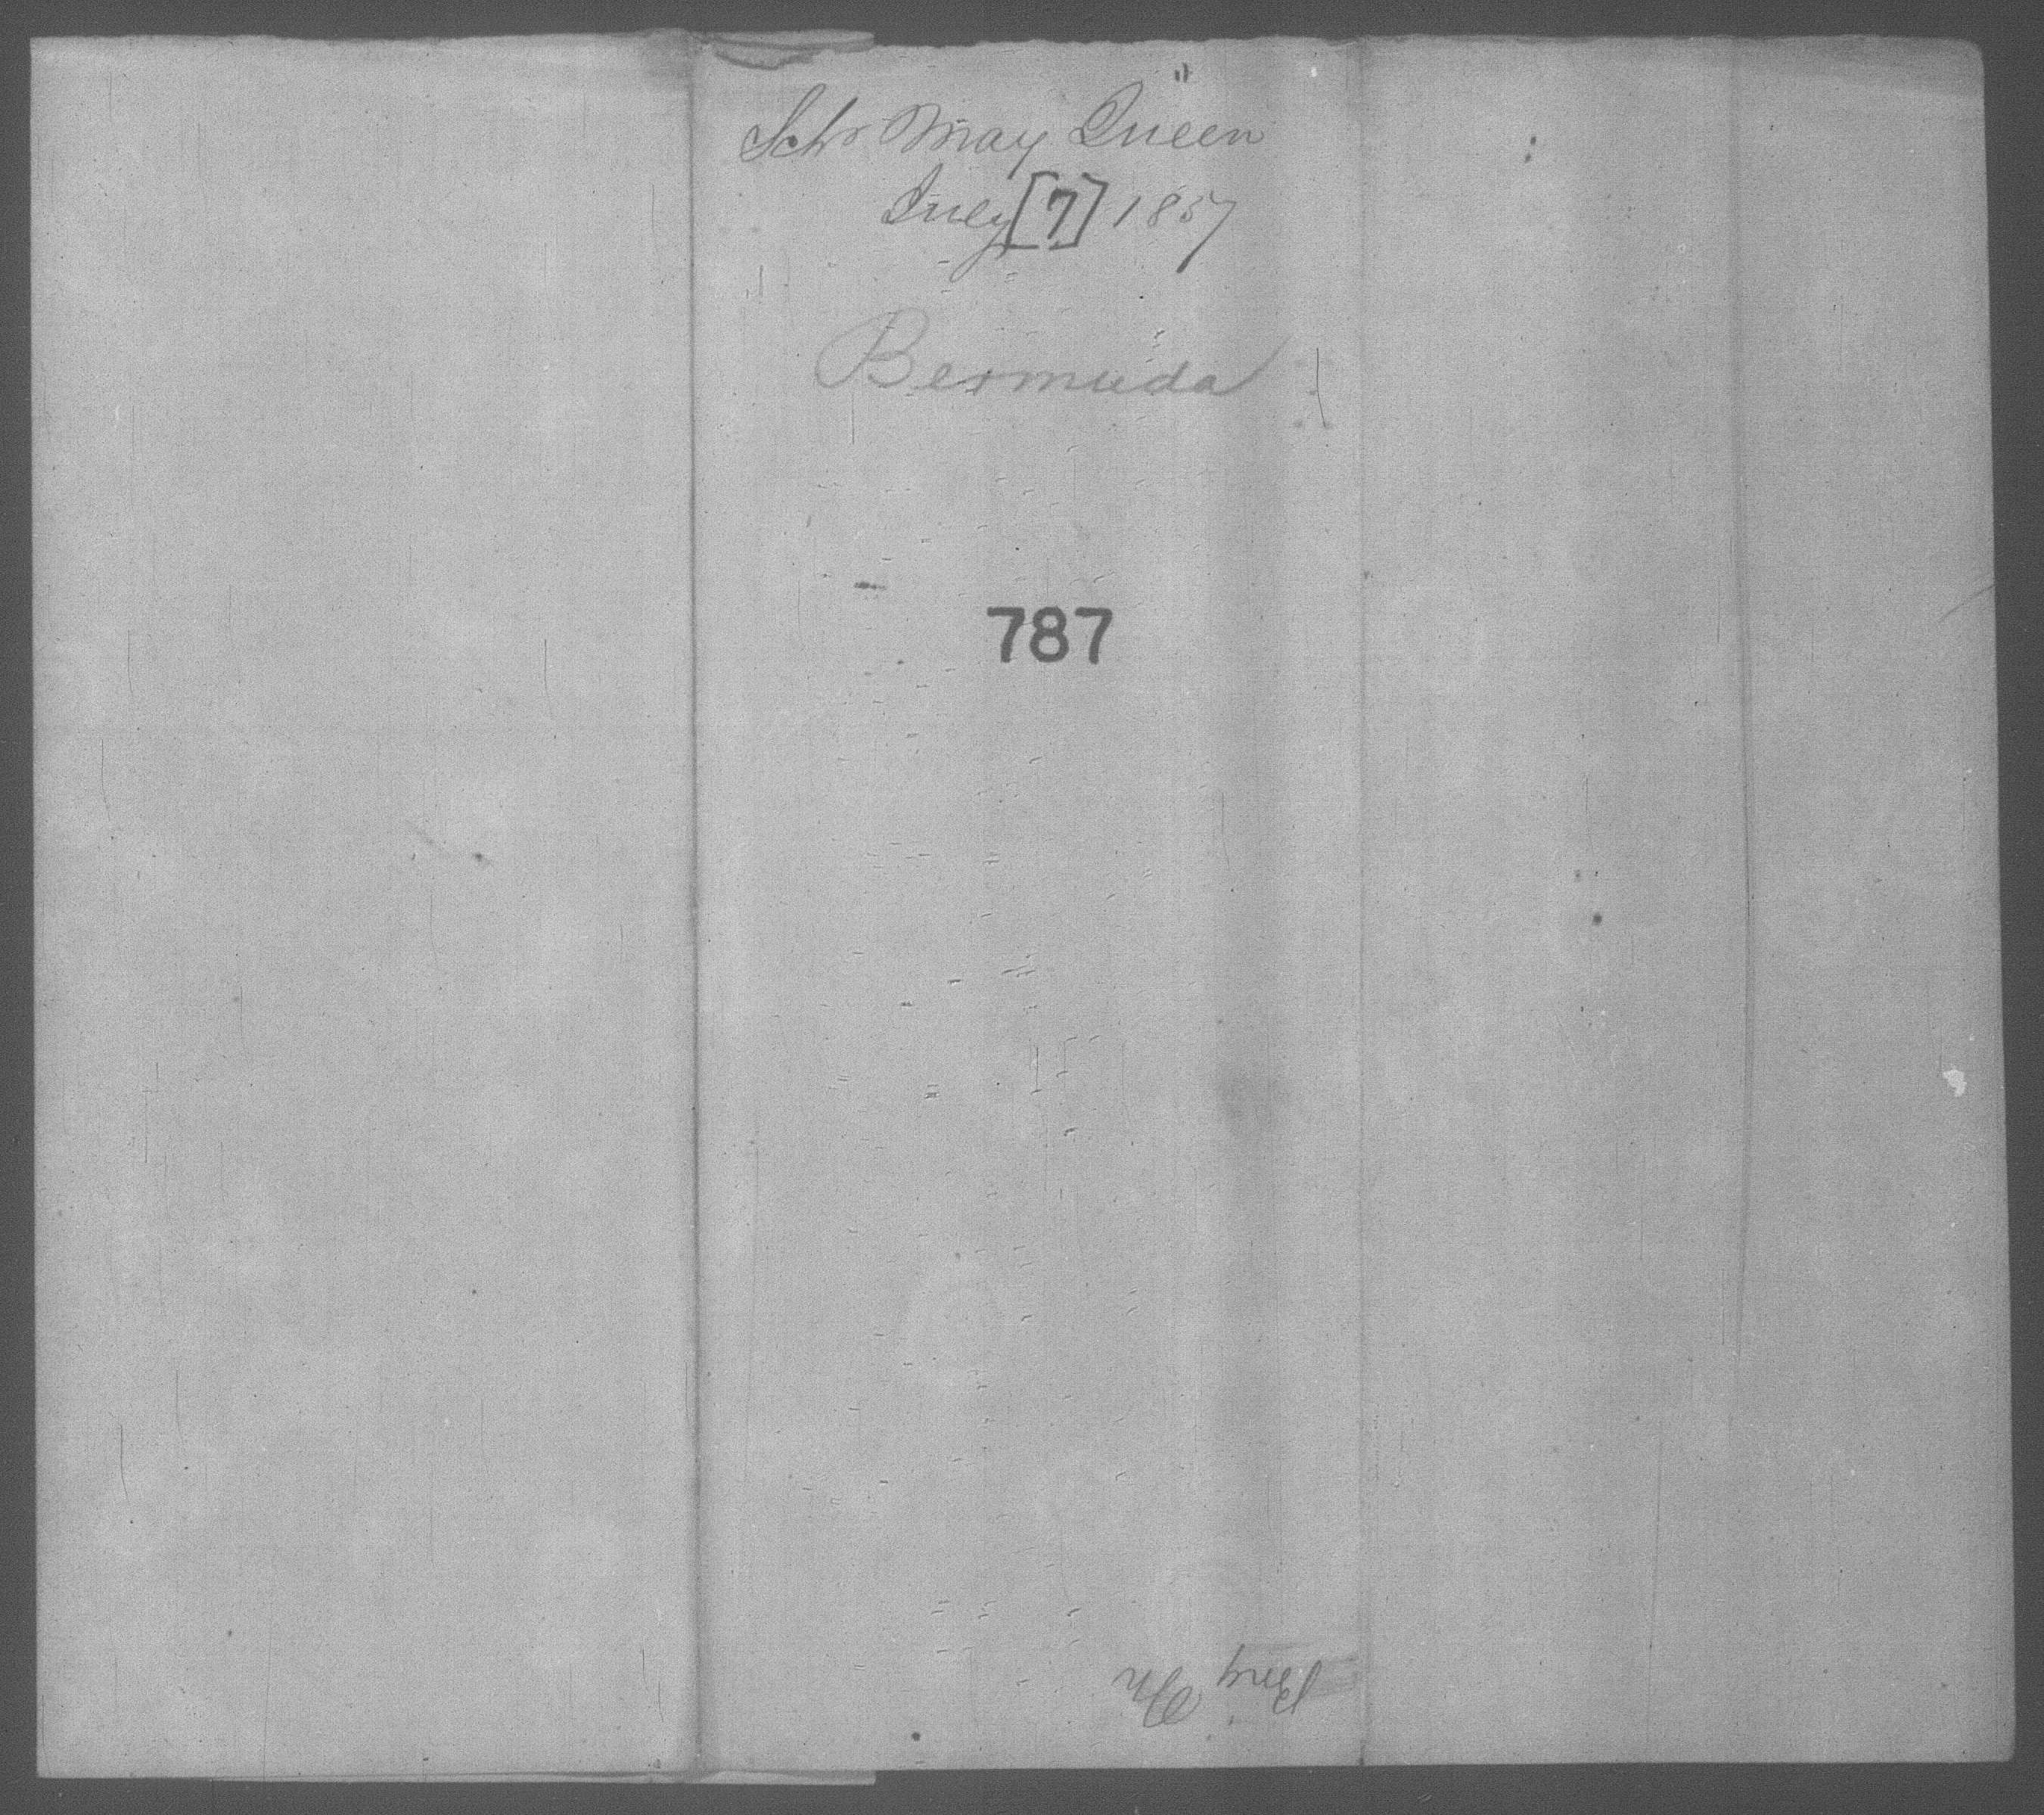 Schr May Queen
July [7] 1857
Bermuda
787